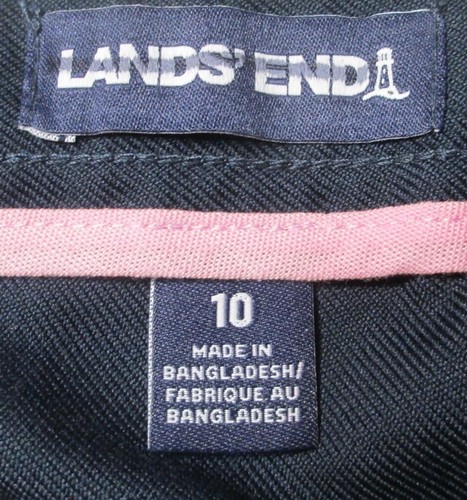 LANDS' END
10
MADE IN
BANGLADESH/
FABRIQUE AU
BANGLADESH